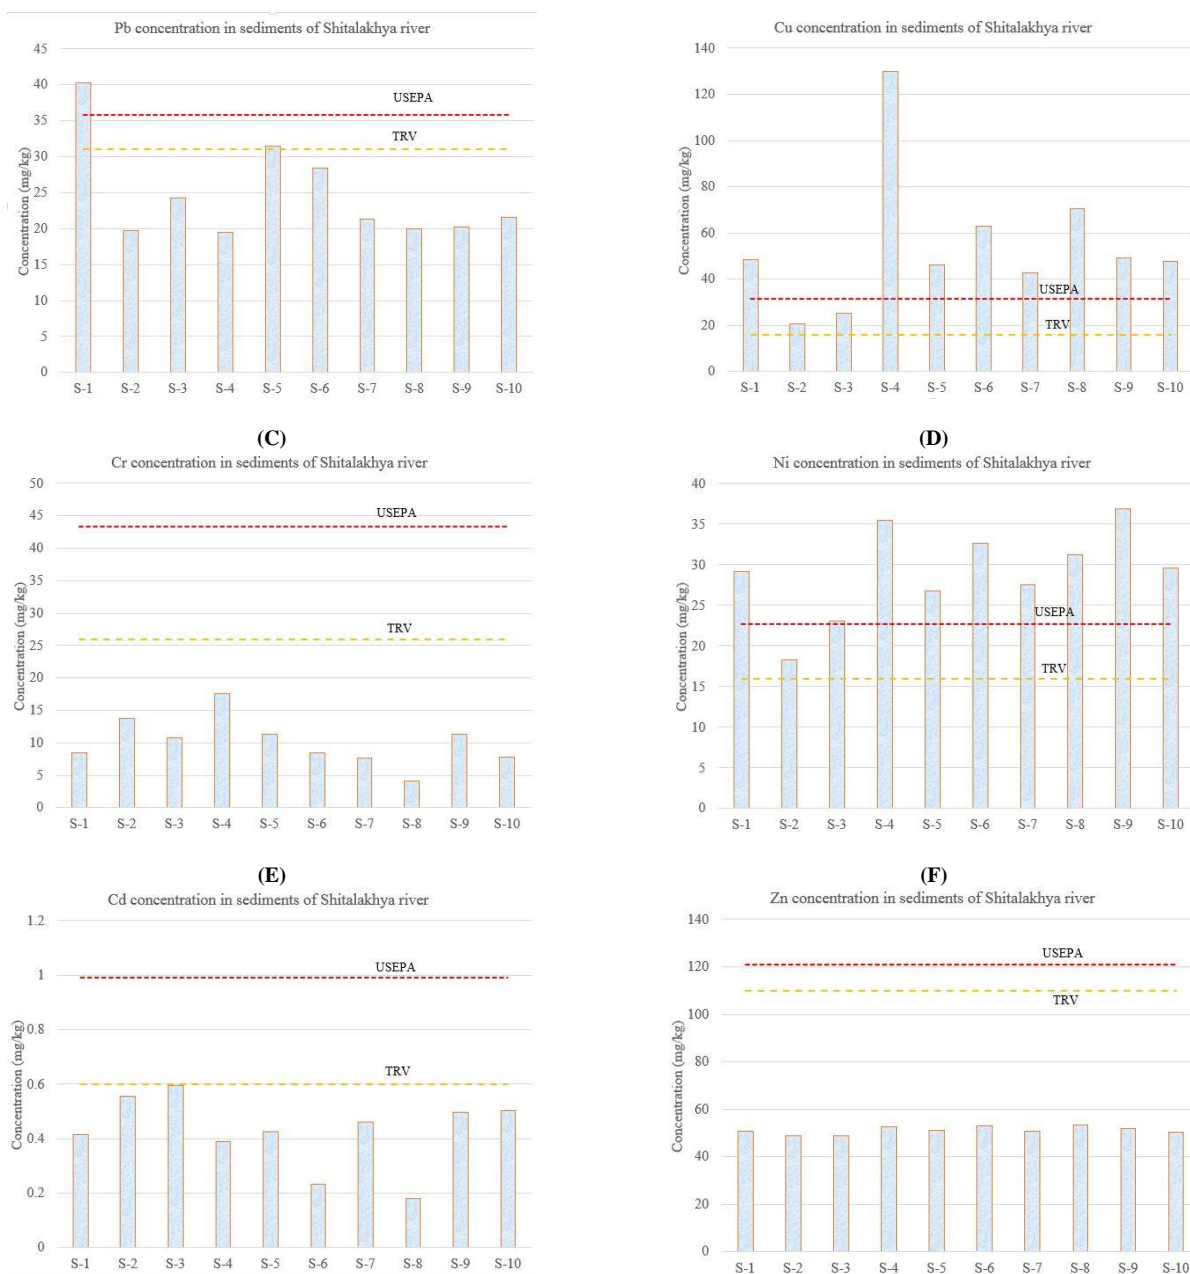 Pb concentration in sediments of Shitalakhya river
Concentration (mg/kg)
45
40
35
30
25
20
15
10
5
0
USEPA
TRV
S-1 S-2 S-3 S-4 S-5 S-6 S-7 S-8 S-9 S-10
Cu concentration in sediments of Shitalakhya river
Concentration (mg/kg)
140
120
100
80
60
40
20
0
USEPA
TRV
S-1 S-2 S-3 S-4 S-5 S-6 S-7 S-8 S-9 S-10
(C)
Cr concentration in sediments of Shitalakhya river
Concentration (mg/kg)
50
45
40
35
30
25
20
15
10
5
0
USEPA
TRV
S-1 S-2 S-3 S-4 S-5 S-6 S-7 S-8 S-9 S-10
(D)
Ni concentration in sediments of Shitalakhya river
Concentration (mg/kg)
40
35
30
25
20
15
10
5
0
USEPA
TRV
S-1 S-2 S-3 S-4 S-5 S-6 S-7 S-8 S-9 S-10
(E)
Cd concentration in sediments of Shitalakhya river
Concentration (mg/kg)
1.2
1
0.8
0.6
0.4
0.2
0
USEPA
TRV
S-1 S-2 S-3 S-4 S-5 S-6 S-7 S-8 S-9 S-10
(F)
Zn concentration in sediments of Shitalakhya river
Concentration (mg/kg)
140
120
100
80
60
40
20
0
USEPA
TRV
S-1 S-2 S-3 S-4 S-5 S-6 S-7 S-8 S-9 S-10